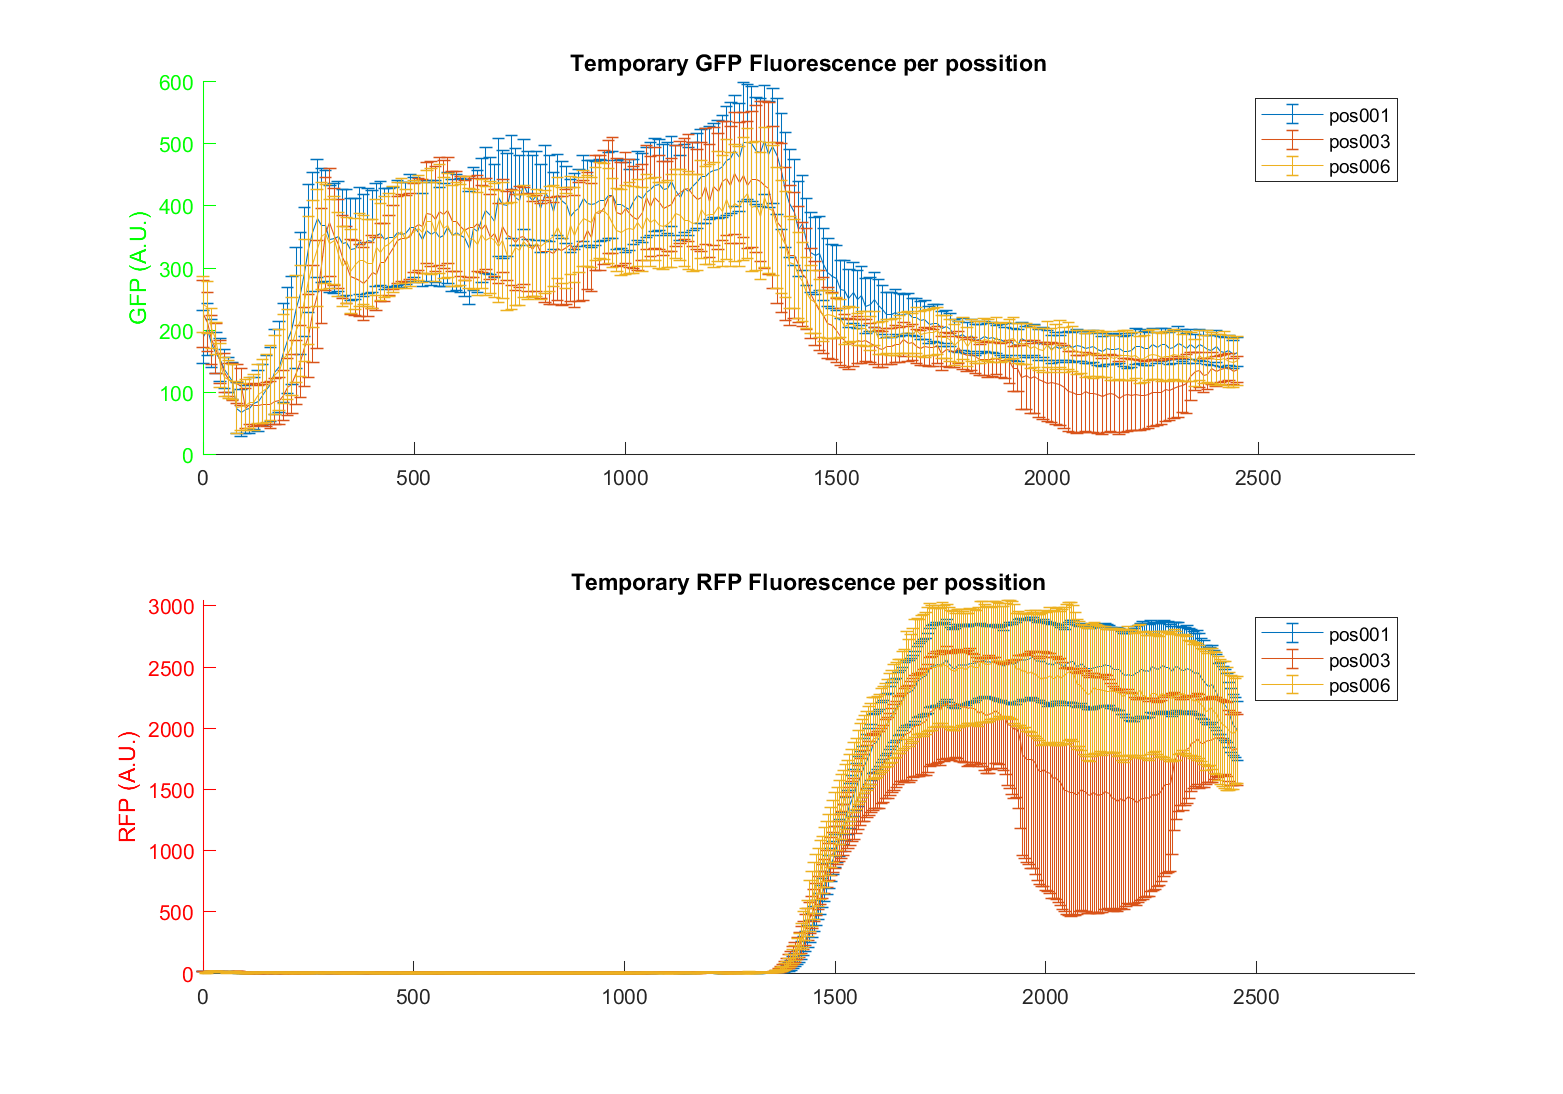 Temporary GFP Fluorescence per possition
GFP (A.U.)
600
500
400
300
200
100
0
0 500 1000 1500 2000 2500
pos001
pos003
pos006
Temporary RFP Fluorescence per possition
RFP (A.U.)
3000
2500
2000
1500
1000
500
0
0 500 1000 1500 2000 2500
pos001
pos003
pos006